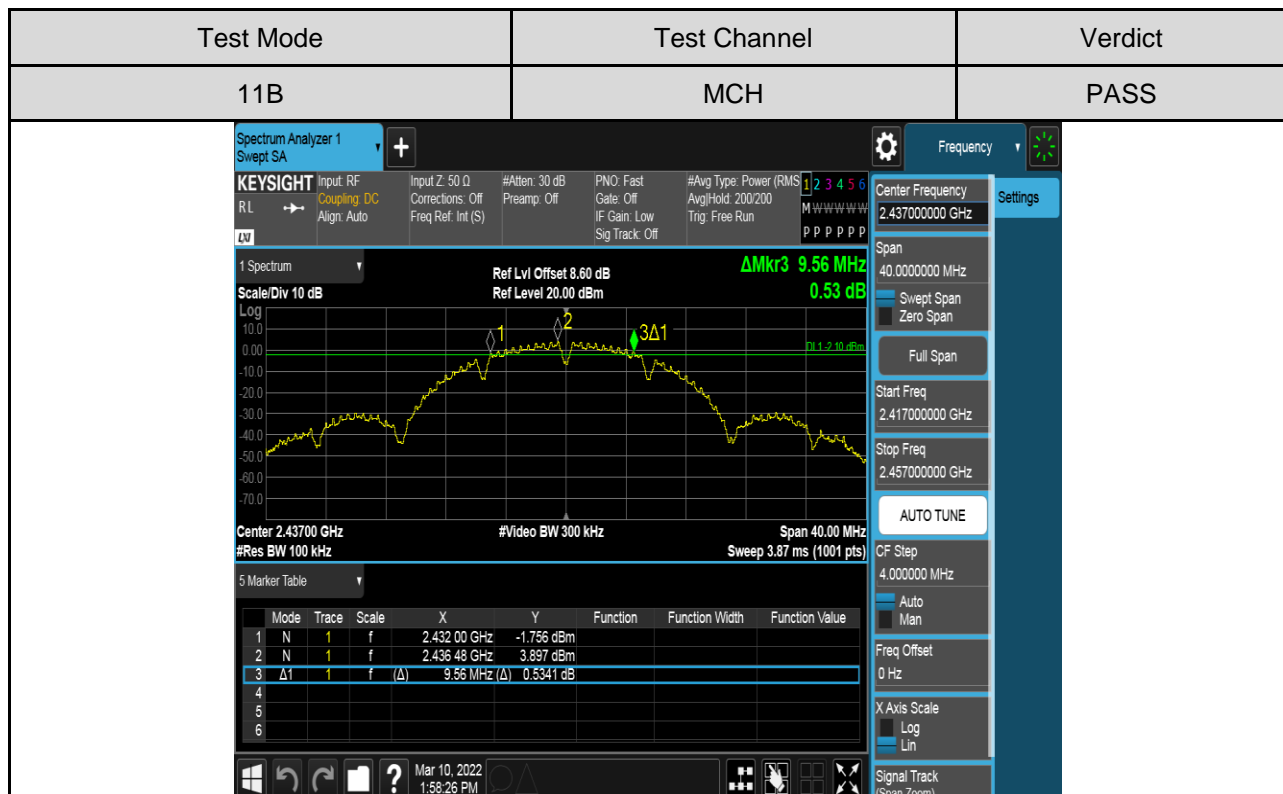 Test Mode Test Channel Verdict
11B MCH PASS
Spectrum Analyzer 1
Swept SA
+
Frequency
KEYSIGHT Input: RF Input Z: 50 Ω #Atten: 30 dB PNO: Fast #Avg Type: Power (RMS 1 2 3 4 5 6
RL Coupling: DC Corrections: Off Preamp: Off Gate: Off Avg|Hold: 200/200 M W W W W W
Align: Auto Freq Ref: Int (S) IF Gain: Low Trig: Free Run
LXI Sig Track: Off P P P P P P
1 Spectrum Ref Lvl Offset 8.60 dB ΔMkr3 9.56 MHz
Scale/Div 10 dB Ref Level 20.00 dBm 0.53 dB
Log
10.0
0.00
-10.0
-20.0
-30.0
-40.0
-50.0
-60.0
-70.0
1 2 3Δ1
DL1 -2.10 dBm
Center 2.43700 GHz #Video BW 300 kHz Span 40.00 MHz
#Res BW 100 kHz Sweep 3.87 ms (1001 pts)
5 Marker Table
Mode Trace Scale X Y Function Function Width Function Value
1 N 1 f 2.432 00 GHz -1.756 dBm
2 N 1 f 2.436 48 GHz 3.897 dBm
3 Δ1 1 f (Δ) 9.56 MHz (Δ) 0.5341 dB
4
5
6
?
Mar 10, 2022
1:58:26 PM
Settings
Center Frequency
2.437000000 GHz
Span
40.0000000 MHz
Swept Span
Zero Span
Full Span
Start Freq
2.417000000 GHz
Stop Freq
2.457000000 GHz
AUTO TUNE
CF Step
4.000000 MHz
Auto
Man
Freq Offset
0 Hz
X Axis Scale
Log
Lin
Signal Track
(Span Zoom)